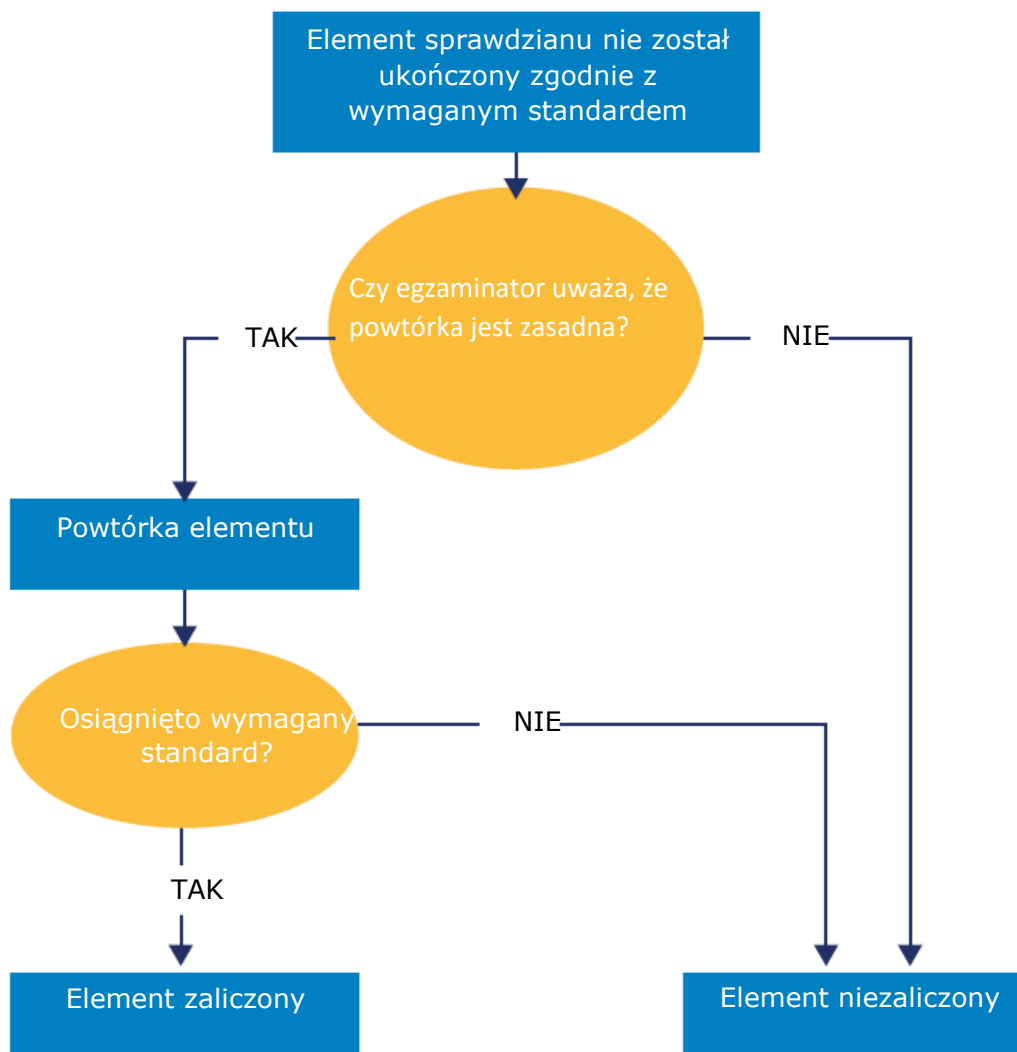 Element sprawdzianu nie został
ukończony zgodnie z
wymaganym standardem
Czy egzaminator uważa, że
powtórka jest zasadna?
TAK
NIE
Powtórka elementu
Osiągnięto wymagany
standard?
NIE
TAK
Element zaliczony
Element niezaliczony